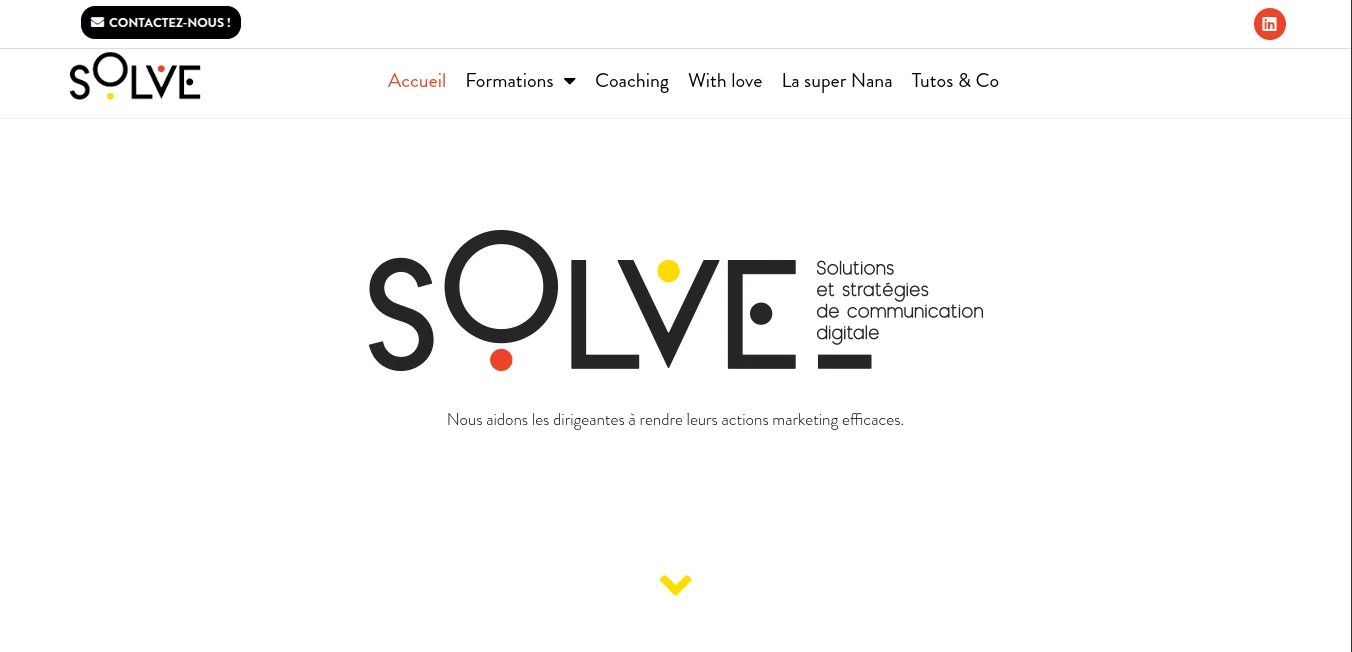 CONTACTEZ-NOUS !
SOLVE
Accueil Formations Coaching With love La super Nana Tutos & Co
SOLVE
Solutions
et stratégies
de communication
digitale
Nous aidons les dirigeantes à rendre leurs actions marketing efficaces.